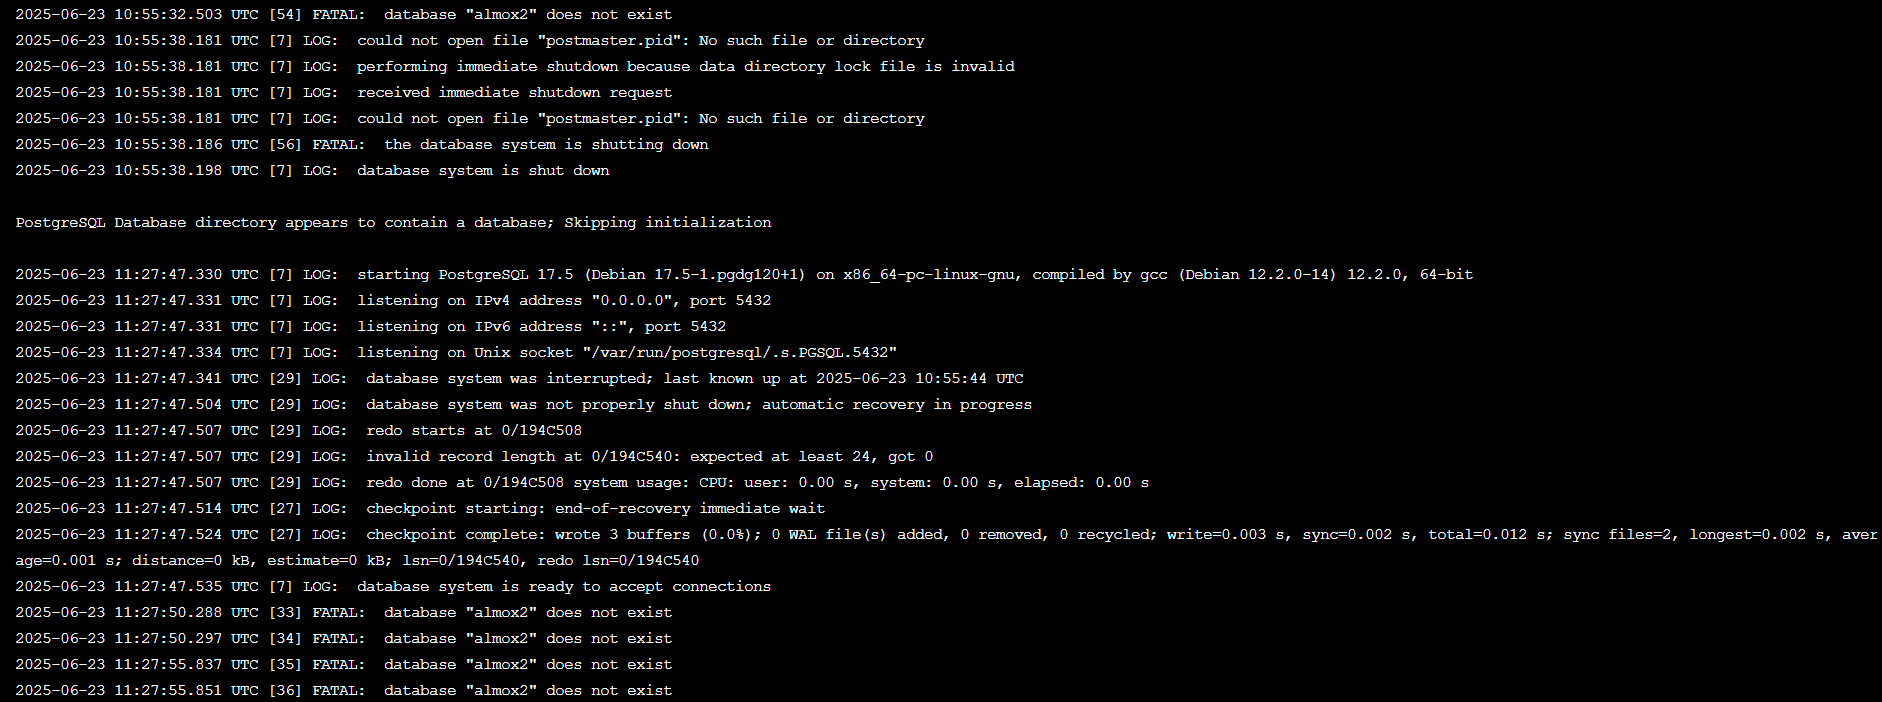 2025-06-23 10:55:32.503 UTC [54] FATAL:  database "almox2" does not exist
2025-06-23 10:55:38.181 UTC [7] LOG:  could not open file "postmaster.pid": No such file or directory
2025-06-23 10:55:38.181 UTC [7] LOG:  performing immediate shutdown because data directory lock file is invalid
2025-06-23 10:55:38.181 UTC [7] LOG:  received immediate shutdown request
2025-06-23 10:55:38.181 UTC [7] LOG:  could not open file "postmaster.pid": No such file or directory
2025-06-23 10:55:38.186 UTC [56] FATAL:  the database system is shutting down
2025-06-23 10:55:38.198 UTC [7] LOG:  database system is shut down
PostgreSQL Database directory appears to contain a database; Skipping initialization
2025-06-23 11:27:47.330 UTC [7] LOG:  starting PostgreSQL 17.5 (Debian 17.5-1.pgdg120+1) on x86_64-pc-linux-gnu, compiled by gcc (Debian 12.2.0-14) 12.2.0, 64-bit
2025-06-23 11:27:47.331 UTC [7] LOG:  listening on IPv4 address "0.0.0.0", port 5432
2025-06-23 11:27:47.331 UTC [7] LOG:  listening on IPv6 address "::", port 5432
2025-06-23 11:27:47.334 UTC [7] LOG:  listening on Unix socket "/var/run/postgresql/.s.PGSQL.5432"
2025-06-23 11:27:47.341 UTC [29] LOG:  database system was interrupted; last known up at 2025-06-23 10:55:44 UTC
2025-06-23 11:27:47.504 UTC [29] LOG:  database system was not properly shut down; automatic recovery in progress
2025-06-23 11:27:47.507 UTC [29] LOG:  redo starts at 0/194C508
2025-06-23 11:27:47.507 UTC [29] LOG:  invalid record length at 0/194C540: expected at least 24, got 0
2025-06-23 11:27:47.507 UTC [29] LOG:  redo done at 0/194C508 system usage: CPU: user: 0.00 s, system: 0.00 s, elapsed: 0.00 s
2025-06-23 11:27:47.514 UTC [27] LOG:  checkpoint starting: end-of-recovery immediate wait
2025-06-23 11:27:47.524 UTC [27] LOG:  checkpoint complete: wrote 3 buffers (0.0%); 0 WAL file(s) added, 0 removed, 0 recycled; write=0.003 s, sync=0.002 s, total=0.012 s; sync files=2, longest=0.002 s, aver
age=0.001 s; distance=0 kB, estimate=0 kB; lsn=0/194C540, redo lsn=0/194C540
2025-06-23 11:27:47.535 UTC [7] LOG:  database system is ready to accept connections
2025-06-23 11:27:50.288 UTC [33] FATAL:  database "almox2" does not exist
2025-06-23 11:27:50.297 UTC [34] FATAL:  database "almox2" does not exist
2025-06-23 11:27:55.837 UTC [35] FATAL:  database "almox2" does not exist
2025-06-23 11:27:55.851 UTC [36] FATAL:  database "almox2" does not exist